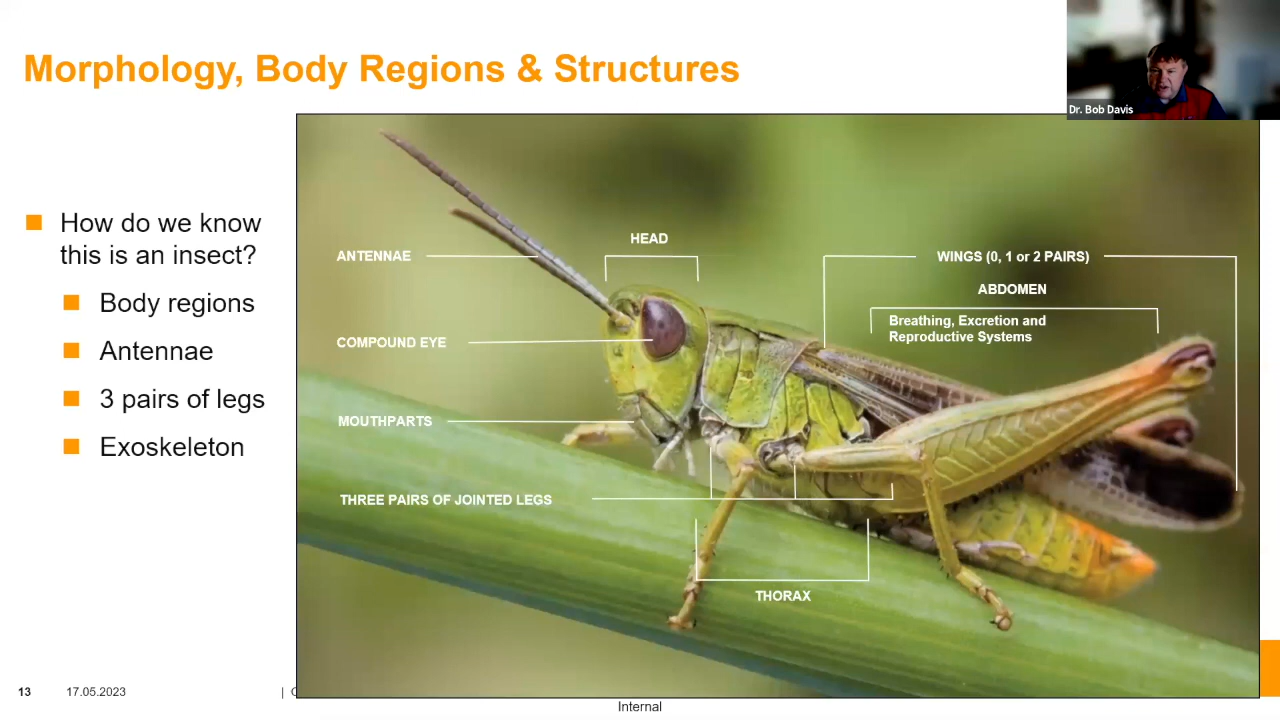 Morphology, Body Regions & Structures
Dr. Bob Davis
How do we know
this is an insect?
Body regions
Antennae
3 pairs of legs
Exoskeleton
HEAD
ANTENNAE
WINGS (0, 1 or 2 PAIRS)
ABDOMEN
Breathing, Excretion and
Reproductive Systems
COMPOUND EYE
MOUTHPARTS
THREE PAIRS OF JOINTED LEGS
THORAX
13 17.05.2023 |
Internal